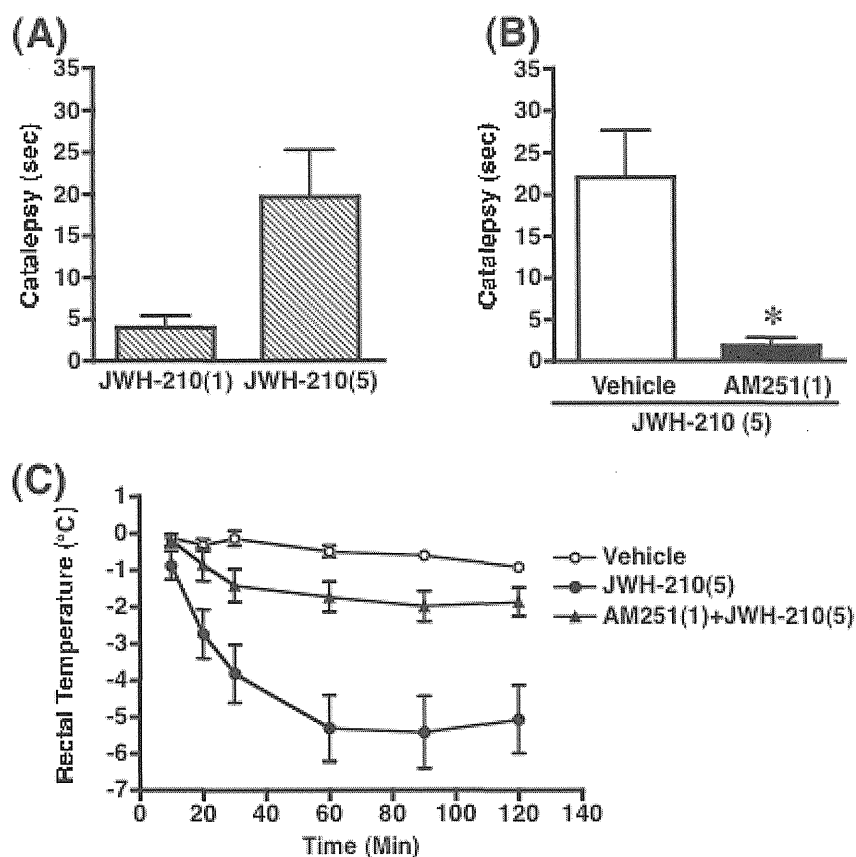 (A)
(B)
35
30
25
20
15
10
5
0
Catalepsy (sec)
JWH-210(1) JWH-210(5)
35
30
25
20
15
10
5
0
Catalepsy (sec)
*
Vehicle AM251(1)
JWH-210 (5)
(C)
1
0
-1
-2
-3
-4
-5
-6
-7
Rectal Temperature (°C)
0 20 40 60 80 100 120 140
Time (Min)
Vehicle
JWH-210(5)
AM251(1)+JWH-210(5)